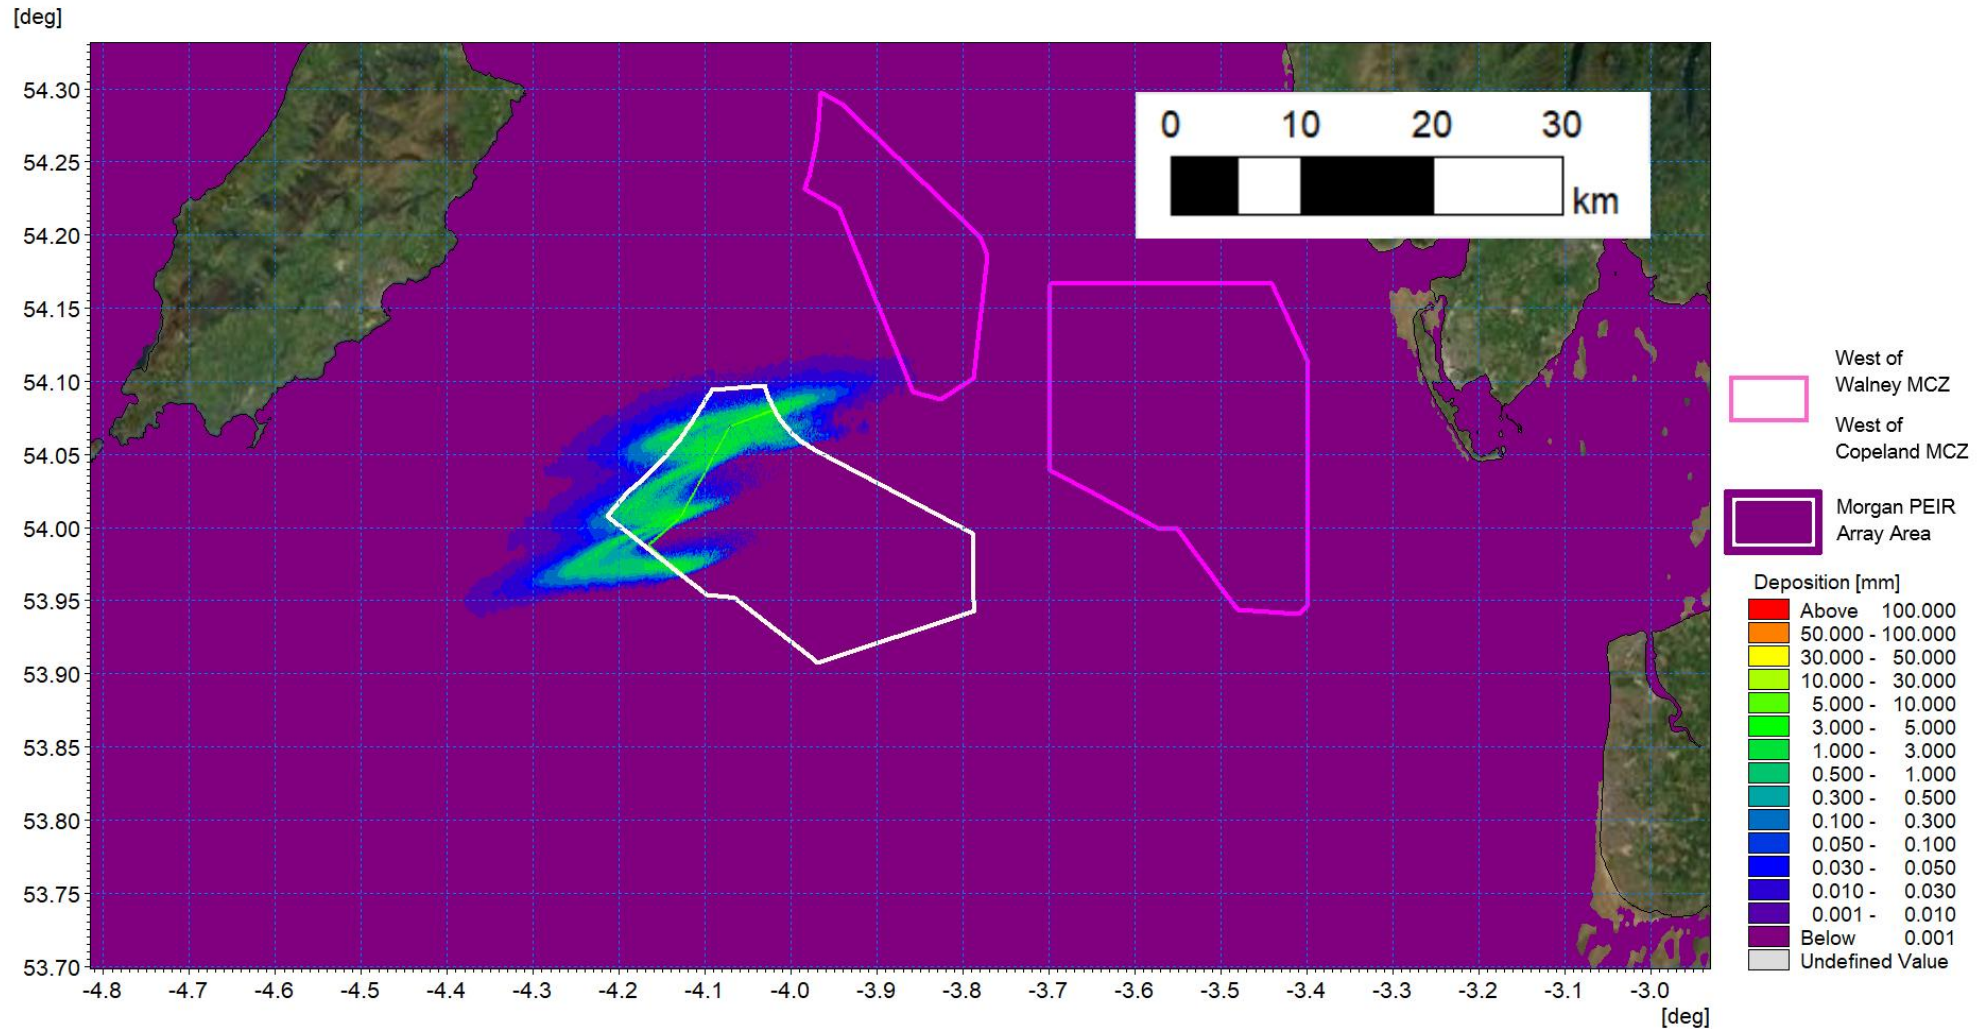 [deg]
54.30
54.25
54.20
54.15
54.10
54.05
54.00
53.95
53.90
53.85
53.80
53.75
53.70
-4.8 -4.7 -4.6 -4.5 -4.4 -4.3 -4.2 -4.1 -4.0 -3.9 -3.8 -3.7 -3.6 -3.5 -3.4 -3.3 -3.2 -3.1 -3.0
[deg]
0 10 20 30
km
West of
Walney MCZ
West of
Copeland MCZ
Morgan PEIR
Array Area
Deposition [mm]
Above 100.000
50.000 - 100.000
30.000 - 50.000
10.000 - 30.000
5.000 - 10.000
3.000 - 5.000
1.000 - 3.000
0.500 - 1.000
0.300 - 0.500
0.100 - 0.300
0.050 - 0.100
0.030 - 0.050
0.010 - 0.030
0.001 - 0.010
Below 0.001
Undefined Value